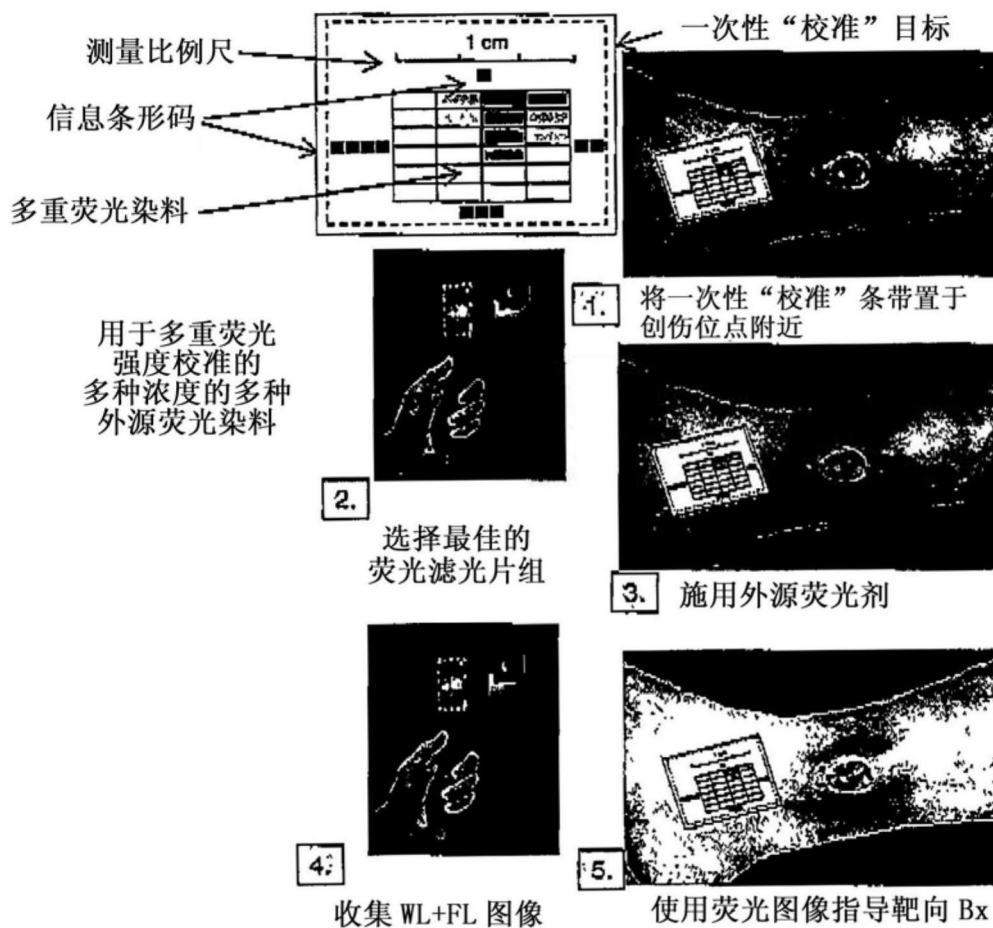 一次性“校准”目标
测量比例尺
1 cm
信息条形码
多重荧光染料
用于多重荧光
强度校准的
多种浓度的多种
外源荧光染料
1.
将一次性“校准”条带置于
创伤位点附近
2.
选择最佳的
荧光滤光片组
3.
施用外源荧光剂
4.
收集 WL+FL 图像
5.
使用荧光图像指导靶向 Bx